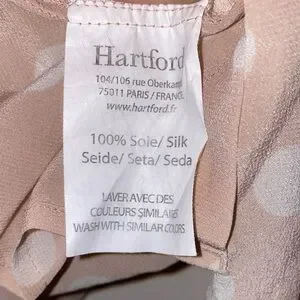 Hartford
104/106 rue Oberkampf
75011 PARIS / FRANCE
www.hartford.fr
100% Soie/ Silk
Seide/ Seta/ Seda
LAVER AVEC DES
COULEURS SIMILAIRES
WASH WITH SIMILAR COLORS